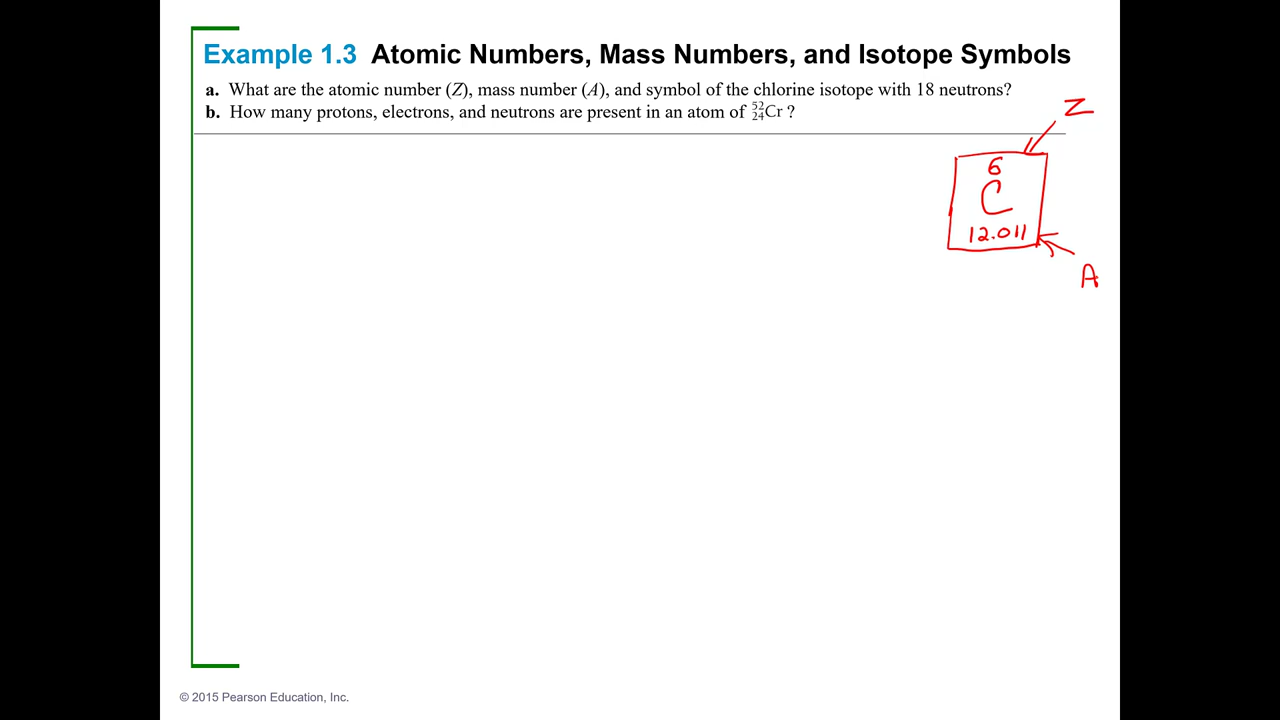 Example 1.3 Atomic Numbers, Mass Numbers, and Isotope Symbols
a. What are the atomic number (Z), mass number (A), and symbol of the chlorine isotope with 18 neutrons?
b. How many protons, electrons, and neutrons are present in an atom of ⁵²₂₄Cr ?
Z
6
C
12.011
A
© 2015 Pearson Education, Inc.